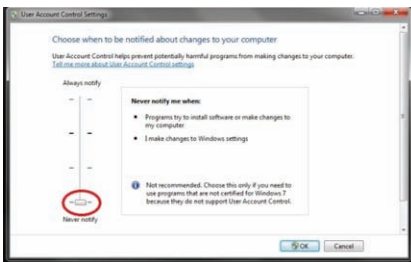 User Account Control Settings
Choose when to be notified about changes to your computer
User Account Control helps prevent potentially harmful programs from making changes to your computer.
Tell me more about User Account Control settings
Always notify
Never notify me when:
• Programs try to install software or make changes to
my computer
• I make changes to Windows settings
Not recommended. Choose this only if you need to
use programs that are not certified for Windows 7
because they do not support User Account Control.
Never notify
OK
Cancel